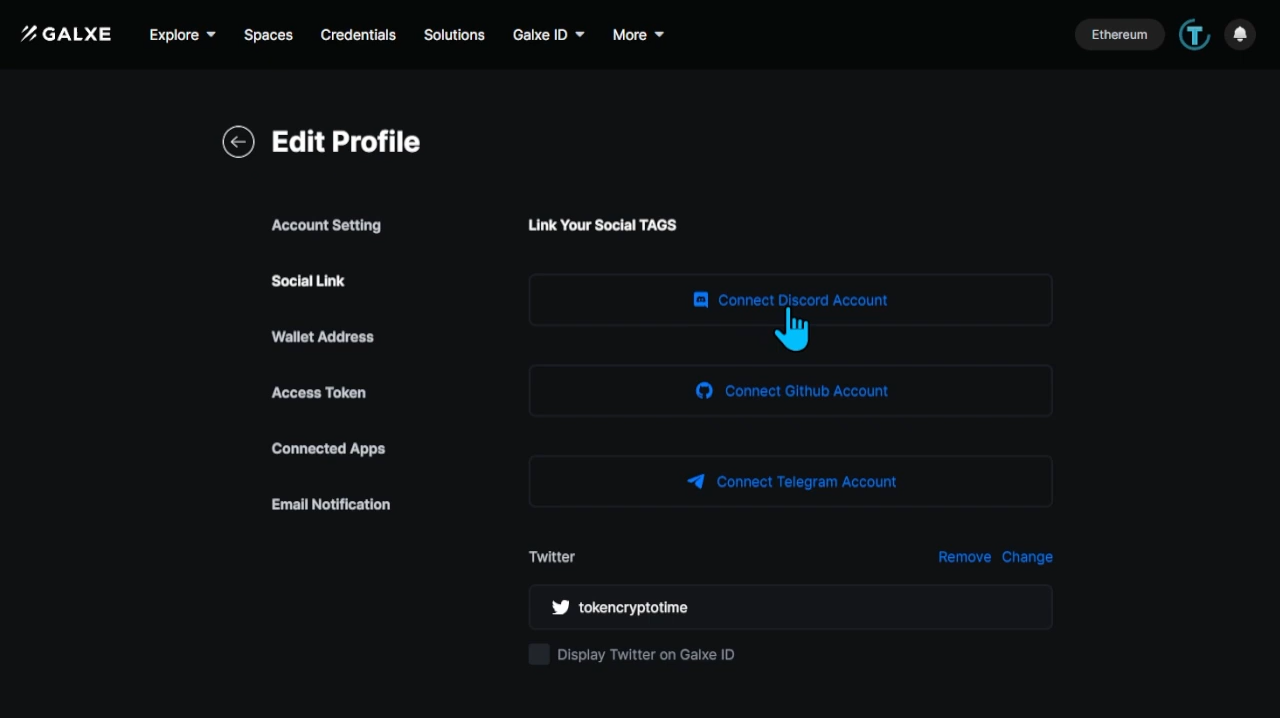 GALXE Explore Spaces Credentials Solutions Galxe ID More Ethereum
Edit Profile
Account Setting
Social Link
Wallet Address
Access Token
Connected Apps
Email Notification
Link Your Social TAGS
Connect Discord Account
Connect Github Account
Connect Telegram Account
Twitter Remove Change
tokencryptotime
Display Twitter on Galxe ID